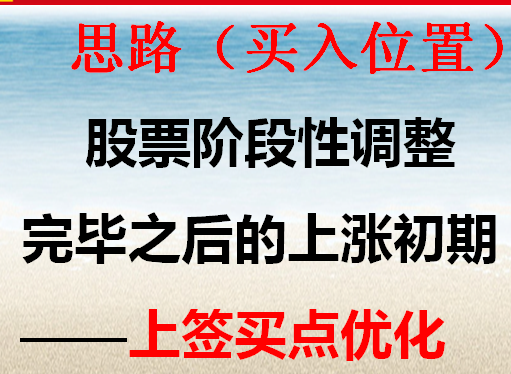 思路（买入位置）
股票阶段性调整
完毕之后的上涨初期
——上签买点优化